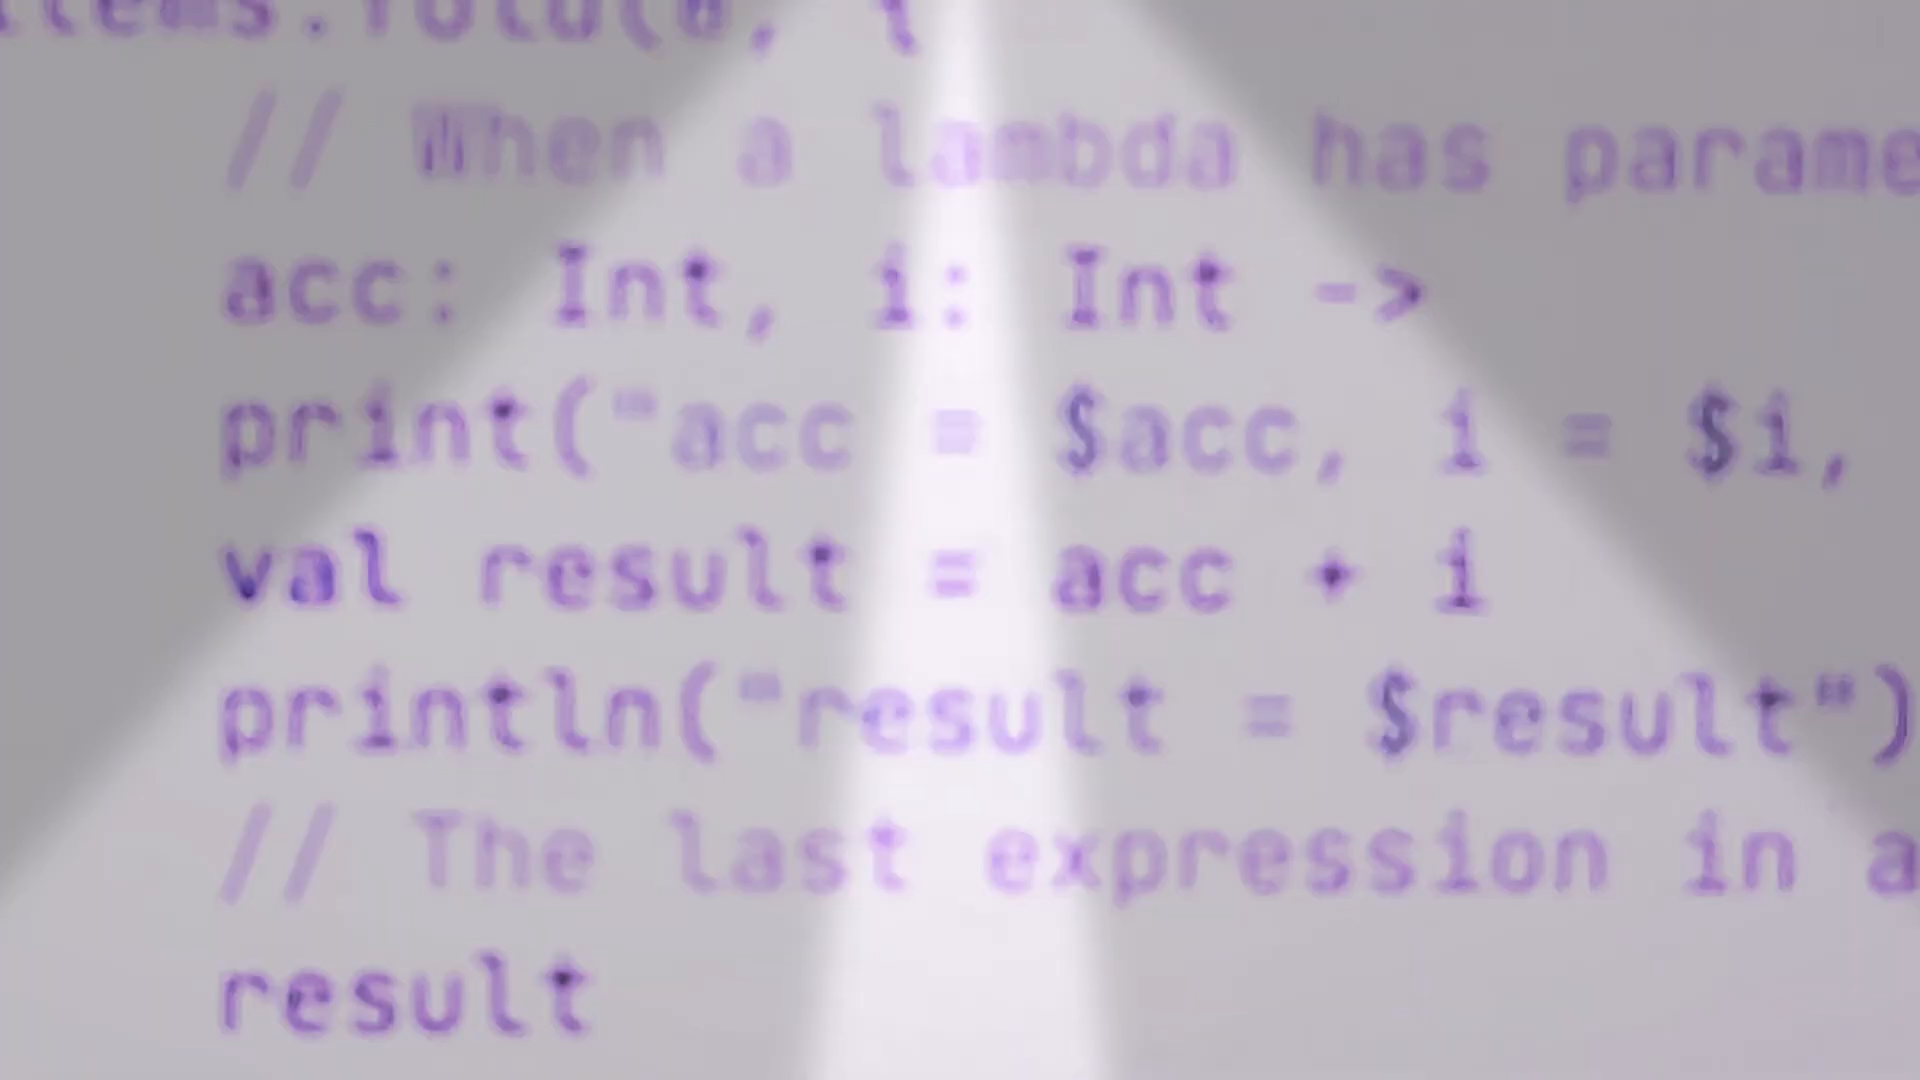 // When a lambda has parame
acc: Int, i: Int ->
print("acc = $acc, i = $i,
val result = acc + i
println("result = $result")
// The last expression in a
result